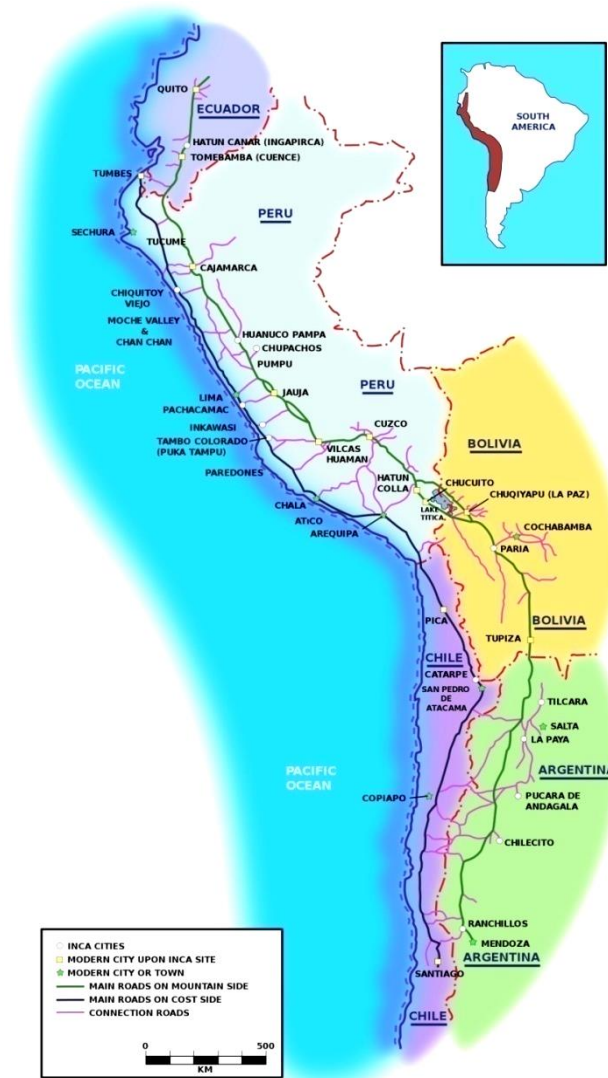 QUITO
ECUADOR
HATUN CANAR (INGAPIRCA)
TOMEBAMBA (CUENCE)
TUMBES
SOUTH
AMERICA
PERU
SECHURA
TUCUME
CAJAMARCA
CHIQUITOY
VIEJO
MOCHE VALLEY
&
CHAN CHAN
HUANUCO PAMPA
CHUPACHOS
PUMPU
PACIFIC
OCEAN
PERU
JAUJA
LIMA
PACHACAMAC
INKAWASI
TAMBO COLORADO
(PUKA TAMPU)
PAREDONES
CUZCO
VILCAS
HUAMAN
BOLIVIA
HATUN
COLLA
CHUCUITO
CHUQIYAPU (LA PAZ)
LAKE
TITICA.
CHALA
ATICO
AREQUIPA
COCHABAMBA
PARIA
PICA
BOLIVIA
TUPIZA
CHILE
CATARPE
SAN PEDRO
DE
ATACAMA
TILCARA
SALTA
LA PAYA
ARGENTINA
PACIFIC
OCEAN
COPIAPO
PUCARA DE
ANDAGALA
CHILECITO
RANCHILLOS
MENDOZA
ARGENTINA
SANTIAGO
CHILE
INCA CITIES
MODERN CITY UPON INCA SITE
MODERN CITY OR TOWN
MAIN ROADS ON MOUNTAIN SIDE
MAIN ROADS ON COST SIDE
CONNECTION ROADS
0 500
KM